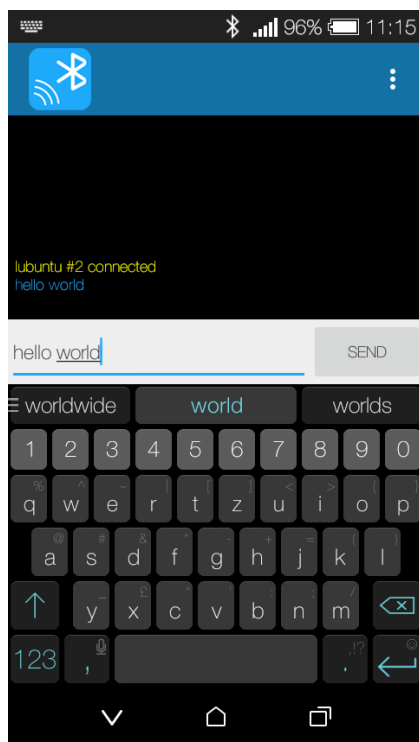 96% 11:15
lubuntu #2 connected
hello world
hello world SEND
worldwide world worlds
1 2 3 4 5 6 7 8 9 0
% ^ ~ | [ ] < > { }
q w e r t z u i o p
@ # & * - + = ( )
a s d f g h j k l
_ £ " ' : ; /
y x c v b n m
123 , ,!? .